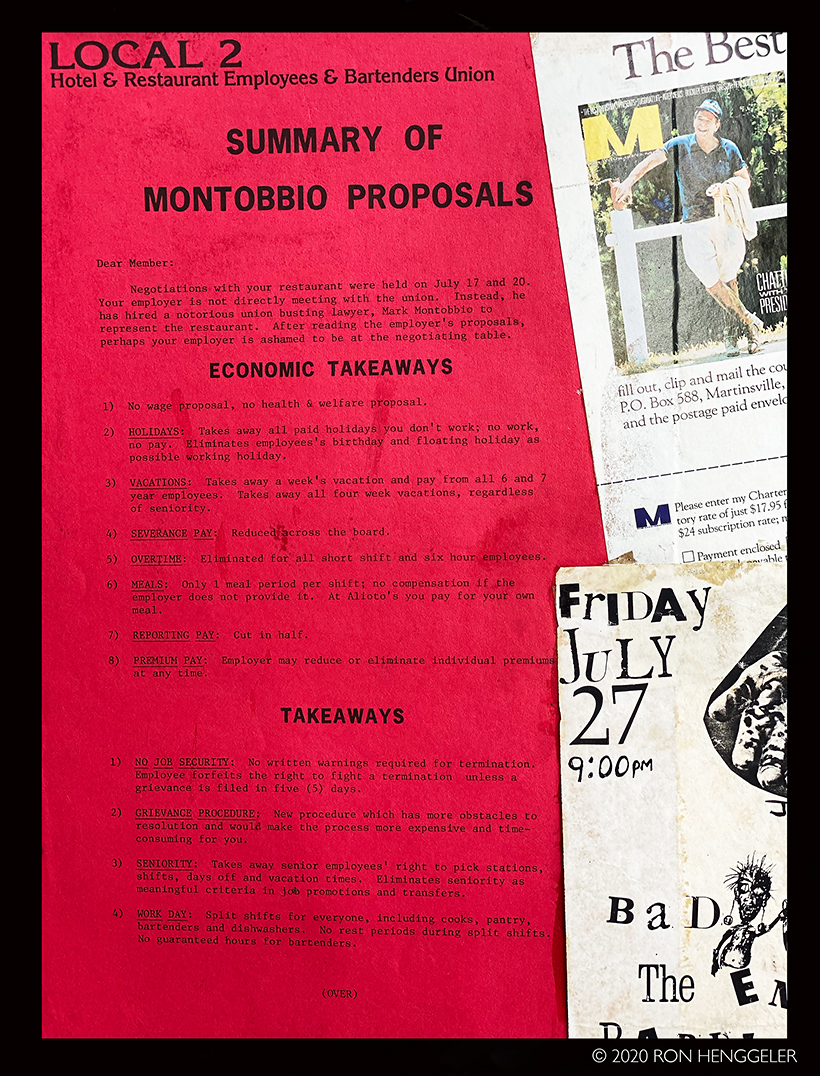 LOCAL 2
Hotel & Restaurant Employees & Bartenders Union
SUMMARY OF
MONTOBBIO PROPOSALS
Dear Member:
Negotiations with your restaurant were held on July 17 and 20.
Your employer is not directly meeting with the union. Instead, he
has hired a notorious union busting lawyer, Mark Montobbio to
represent the restaurant. After reading the employer's proposals,
perhaps your employer is ashamed to be at the negotiating table.
ECONOMIC TAKEAWAYS
1) No wage proposal, no health & welfare proposal.
2) HOLIDAYS: Takes away all paid holidays you don't work; no work,
no pay. Eliminates employees's birthday and floating holiday as
possible working holiday.
3) VACATIONS: Takes away a week's vacation and pay from all 6 and 7
year employees. Takes away all four week vacations, regardless
of seniority.
4) SEVERANCE PAY: Reduced across the board.
5) OVERTIME: Eliminated for all short shift and six hour employees.
6) MEALS: Only 1 meal period per shift; no compensation if the
employer does not provide it. At Alioto's you pay for your own
meal.
7) REPORTING PAY: Cut in half.
8) PREMIUM PAY: Employer may reduce or eliminate individual premiums
at any time.
TAKEAWAYS
1) NO JOB SECURITY: No written warnings required for termination.
Employee forfeits the right to fight a termination unless a
grievance is filed in five (5) days.
2) GRIEVANCE PROCEDURE: New procedure which has more obstacles to
resolution and would make the process more expensive and time-
consuming for you.
3) SENIORITY: Takes away senior employees' right to pick stations,
shifts, days off and vacation times. Eliminates seniority as
meaningful criteria in job promotions and transfers.
4) WORK DAY: Split shifts for everyone, including cooks, pantry,
bartenders and dishwashers. No rest periods during split shifts.
No guaranteed hours for bartenders.
(OVER)
The Best
M
CHATT
WITH
PRESID
fill out, clip and mail the cou
P.O. Box 588, Martinsville,
and the postage paid envelo
M Please enter my Charter
tory rate of just $17.95 f
$24 subscription rate; n
Payment enclosed
FRIDAY
JULY
27
9:00PM
BaD
The EN
© 2020 RON HENGGELER